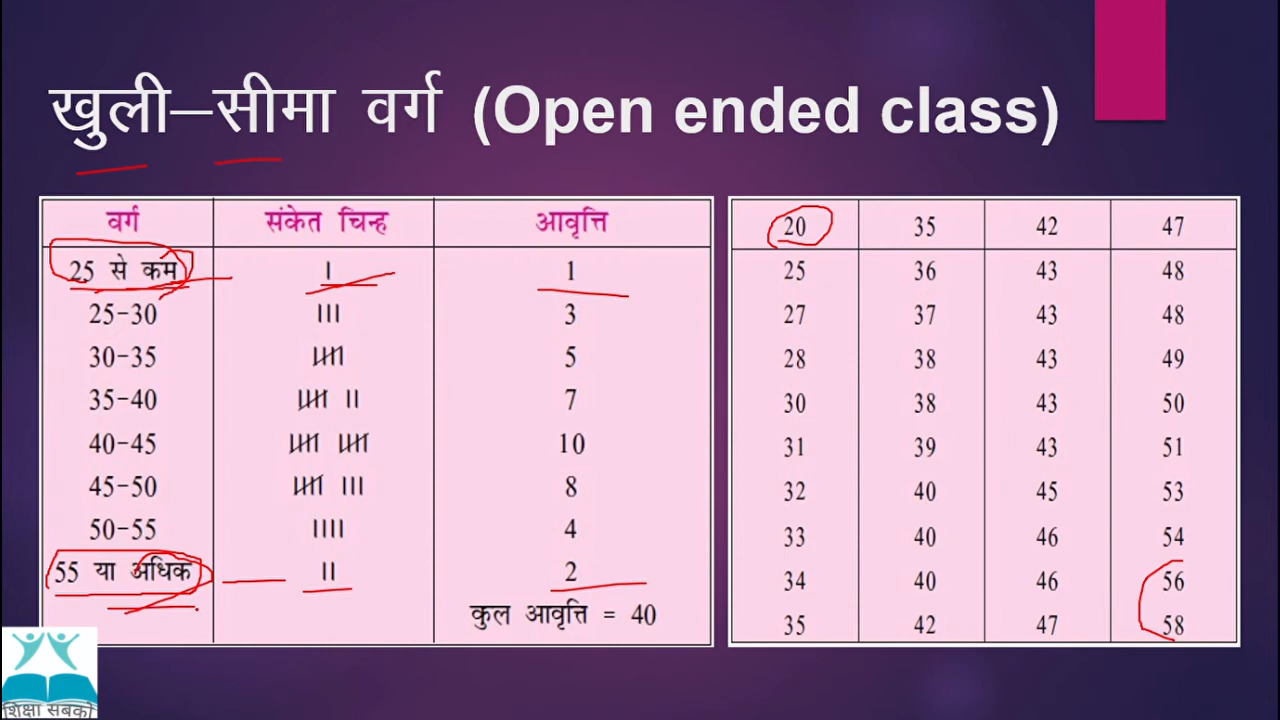 खुली–सीमा वर्ग (Open ended class)
वर्ग संकेत चिन्ह आवृत्ति
25 से कम I 1
25-30 III 3
30-35 𝍸 5
35-40 𝍸 II 7
40-45 𝍸 𝍸 10
45-50 𝍸 III 8
50-55 IIII 4
55 या अधिक II 2
कुल आवृत्ति = 40
20 35 42 47
25 36 43 48
27 37 43 48
28 38 43 49
30 38 43 50
31 39 43 51
32 40 45 53
33 40 46 54
34 40 46 56
35 42 47 58
शिक्षा सबको